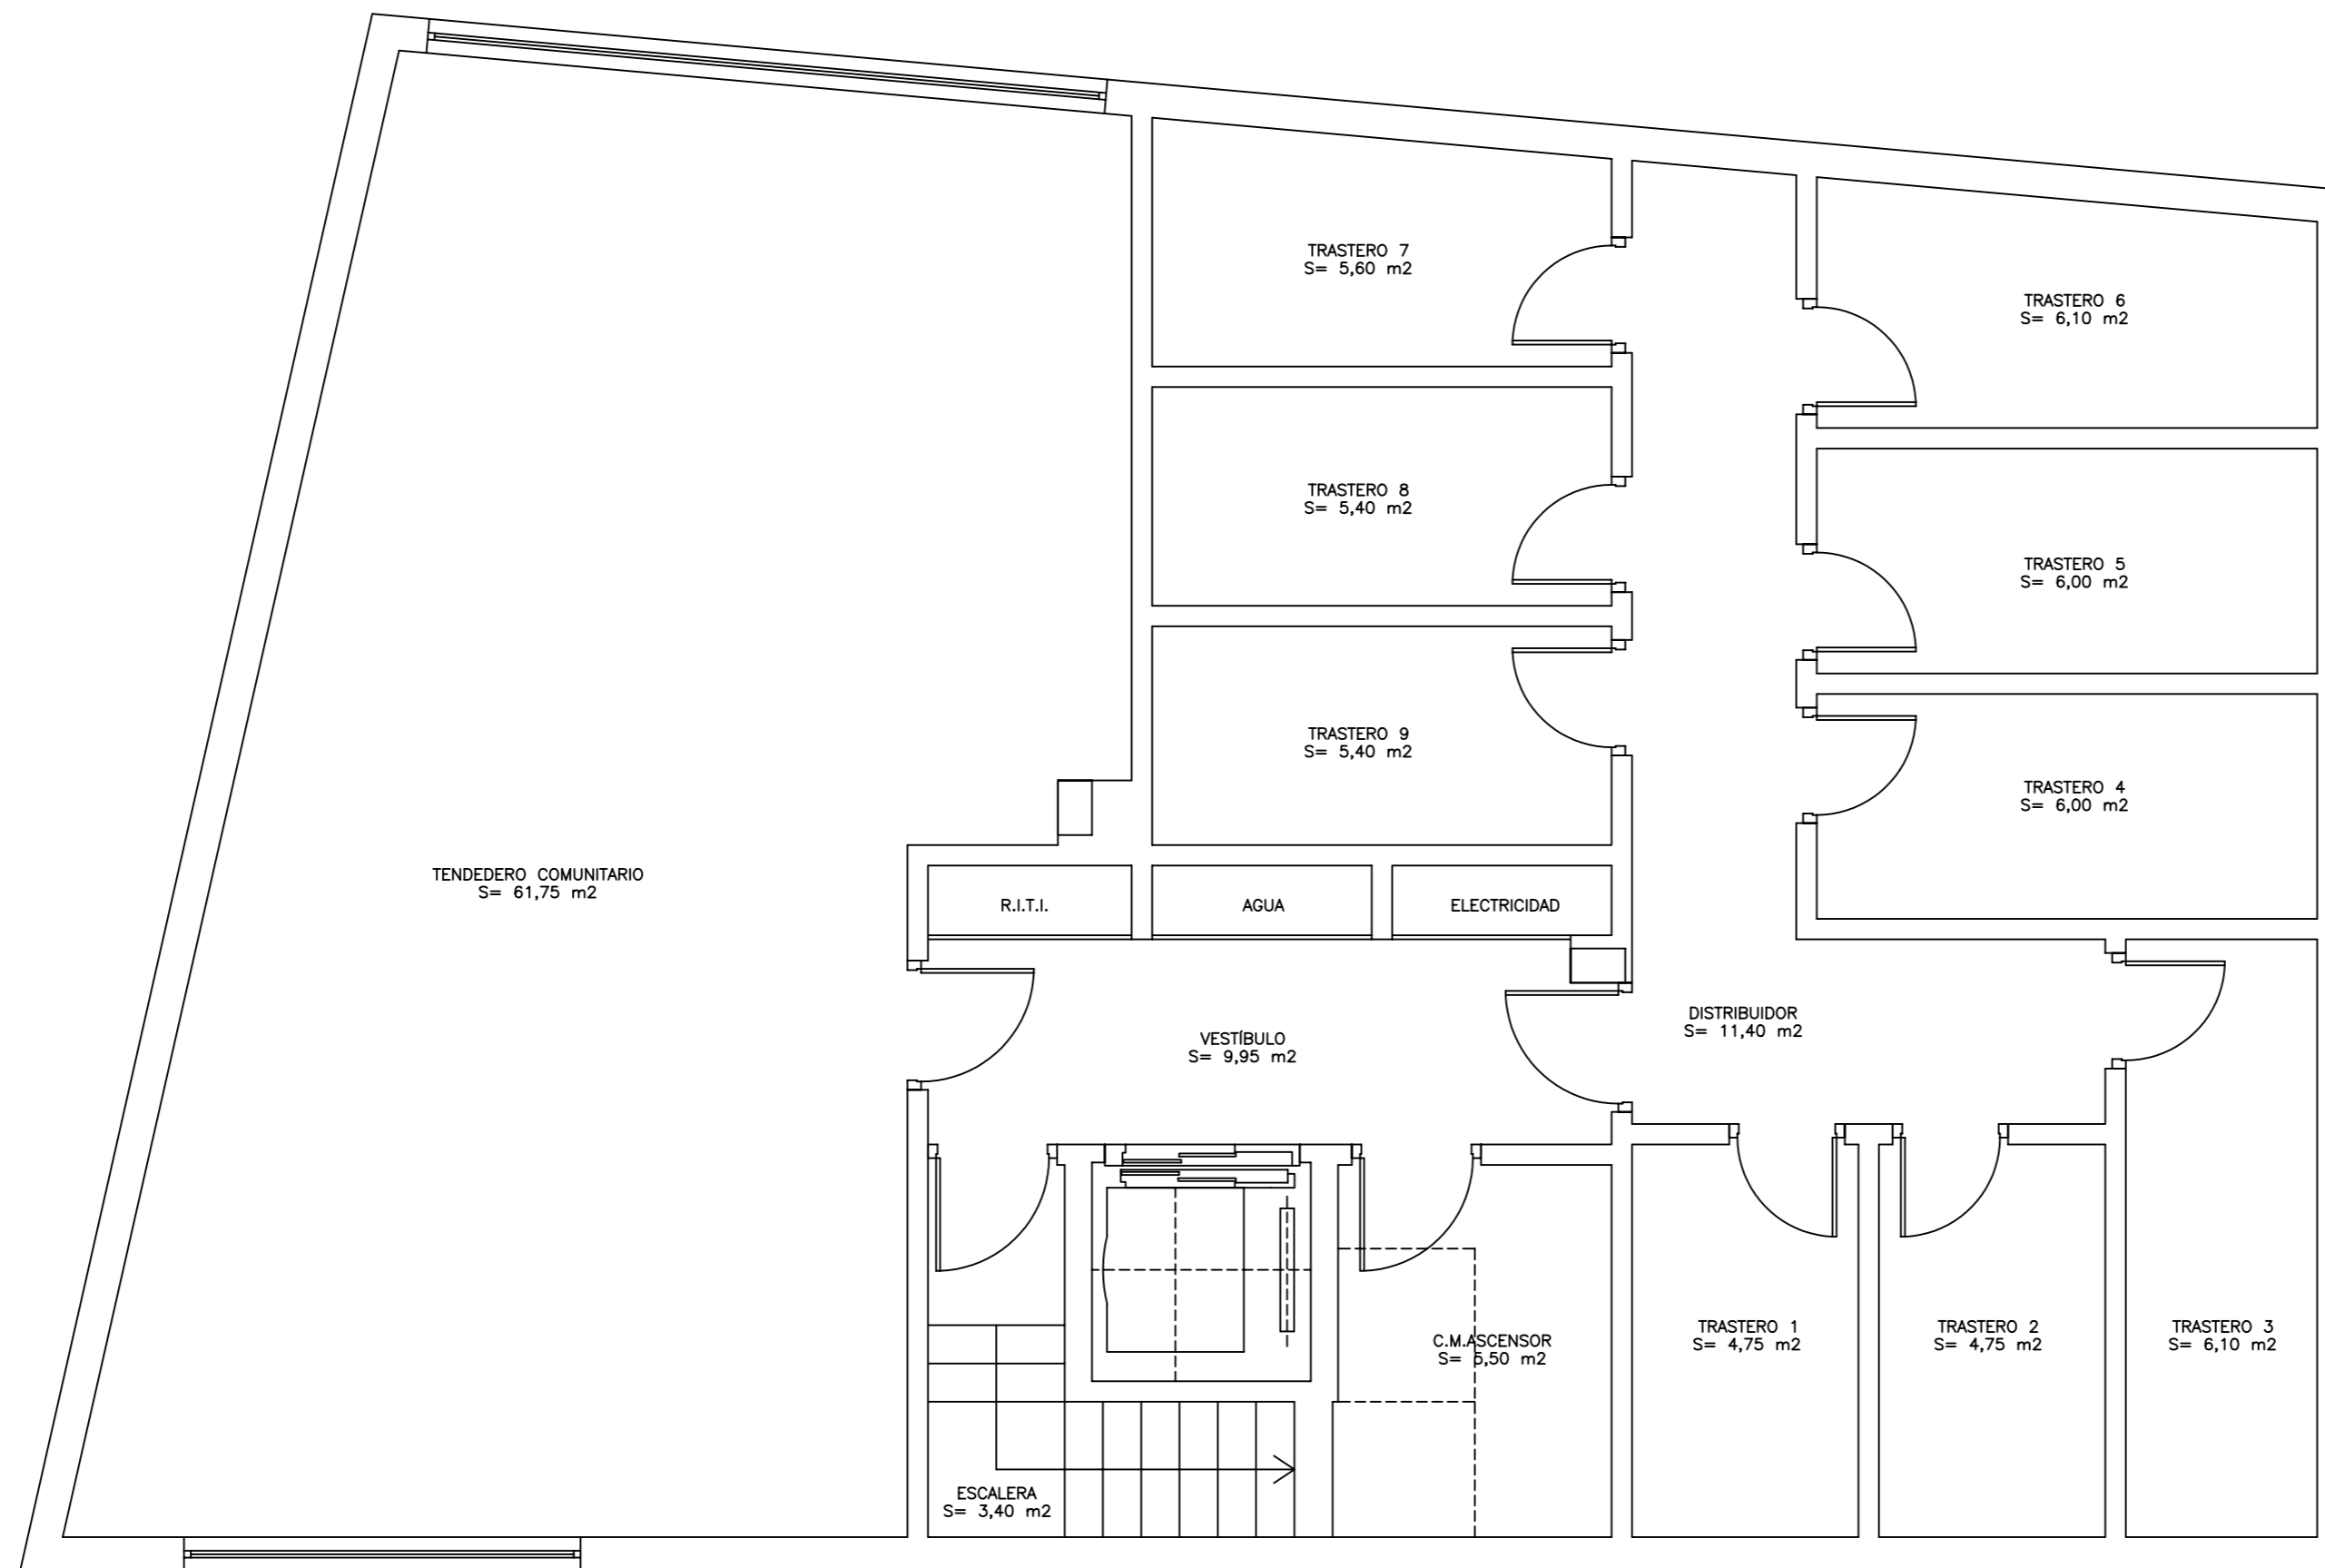 TRASTERO 7
S= 5,60 m2
TRASTERO 6
S= 6,10 m2
TRASTERO 8
S= 5,40 m2
TRASTERO 5
S= 6,00 m2
TRASTERO 9
S= 5,40 m2
TRASTERO 4
S= 6,00 m2
TENDEDERO COMUNITARIO
S= 61,75 m2
R.I.T.I.
AGUA
ELECTRICIDAD
VESTÍBULO
S= 9,95 m2
DISTRIBUIDOR
S= 11,40 m2
C.M.ASCENSOR
S= 5,50 m2
TRASTERO 1
S= 4,75 m2
TRASTERO 2
S= 4,75 m2
TRASTERO 3
S= 6,10 m2
ESCALERA
S= 3,40 m2